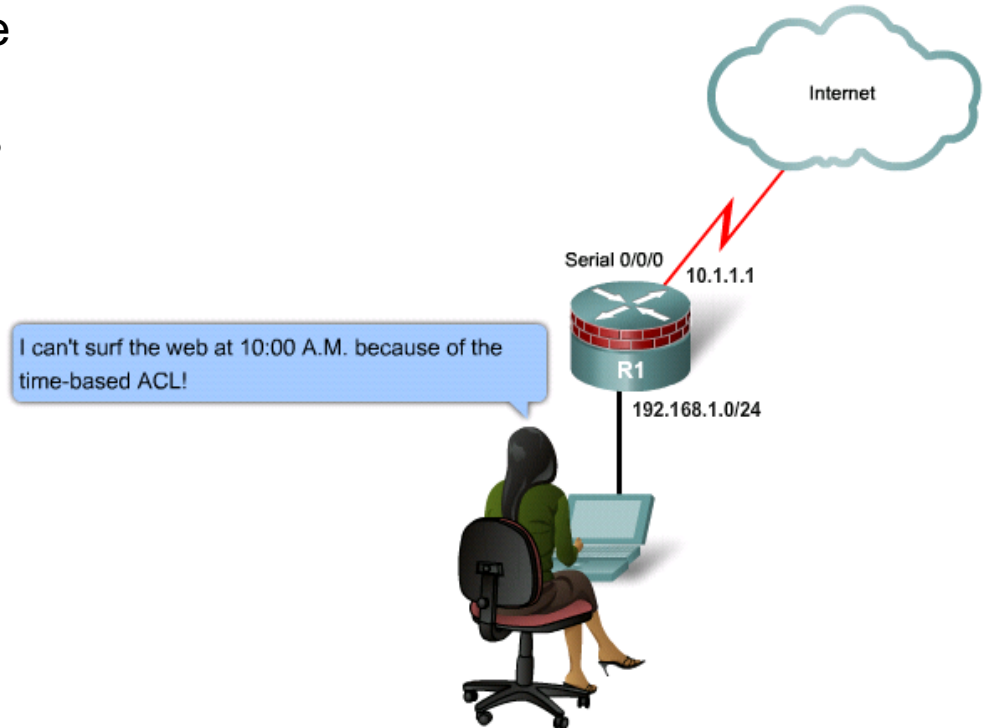 e
Internet
Serial 0/0/0
10.1.1.1
I can't surf the web at 10:00 A.M. because of the
time-based ACL!
R1
192.168.1.0/24